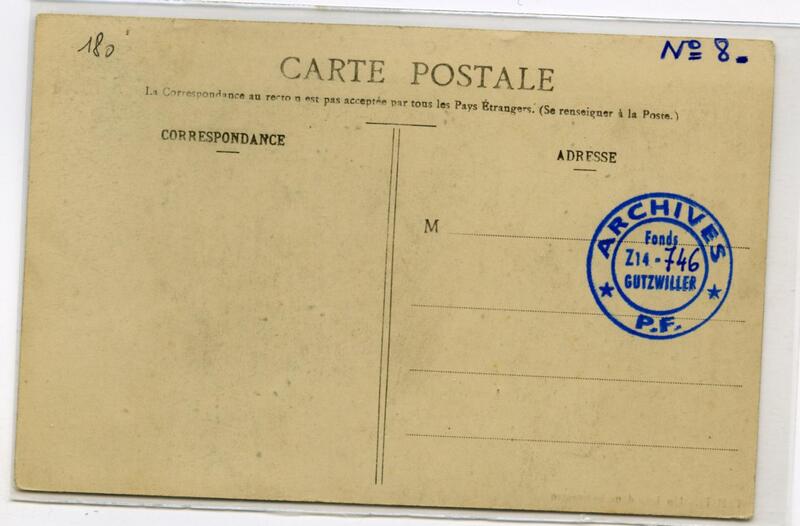 180
Nº 8.
CARTE POSTALE
La Correspondance au recto n est pas acceptée par tous les Pays Étrangers. (Se renseigner à la Poste.)
CORRESPONDANCE
ADRESSE
M
ARCHIVES
Fonds
Z14 - 746
GUTZWILLER
P.F.